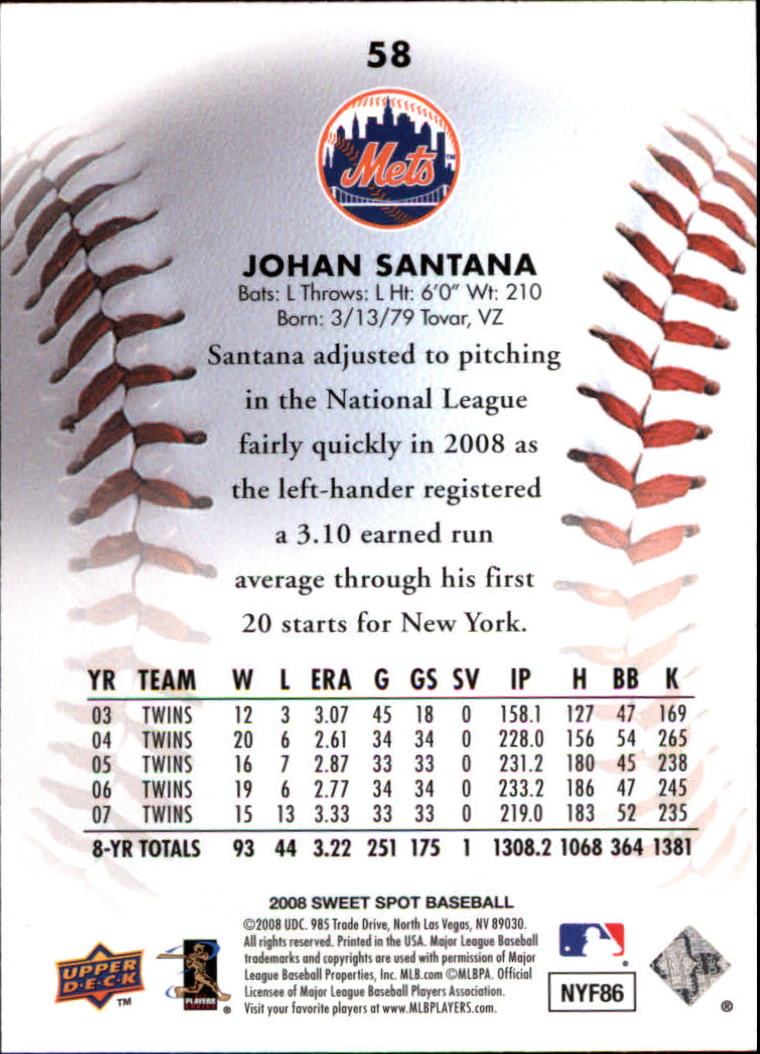 58
Mets™
JOHAN SANTANA
Bats: L Throws: L Ht: 6'0" Wt: 210
Born: 3/13/79 Tovar, VZ
Santana adjusted to pitching
in the National League
fairly quickly in 2008 as
the left-hander registered
a 3.10 earned run
average through his first
20 starts for New York.
YR TEAM W L ERA G GS SV IP H BB K
03 TWINS 12 3 3.07 45 18 0 158.1 127 47 169
04 TWINS 20 6 2.61 34 34 0 228.0 156 54 265
05 TWINS 16 7 2.87 33 33 0 231.2 180 45 238
06 TWINS 19 6 2.77 34 34 0 233.2 186 47 245
07 TWINS 15 13 3.33 33 33 0 219.0 183 52 235
8-YR TOTALS 93 44 3.22 251 175 1 1308.2 1068 364 1381
2008 SWEET SPOT BASEBALL
©2008 UDC. 985 Trade Drive, North Las Vegas, NV 89030.
All rights reserved. Printed in the USA. Major League Baseball
trademarks and copyrights are used with permission of Major
League Baseball Properties, Inc. MLB.com ©MLBPA. Official
Licensee of Major League Baseball Players Association.
Visit your favorite players at www.MLBPLAYERS.com.
UPPER
D·E·C·K
™
PLAYERS
CHOICE
®
NYF86
®